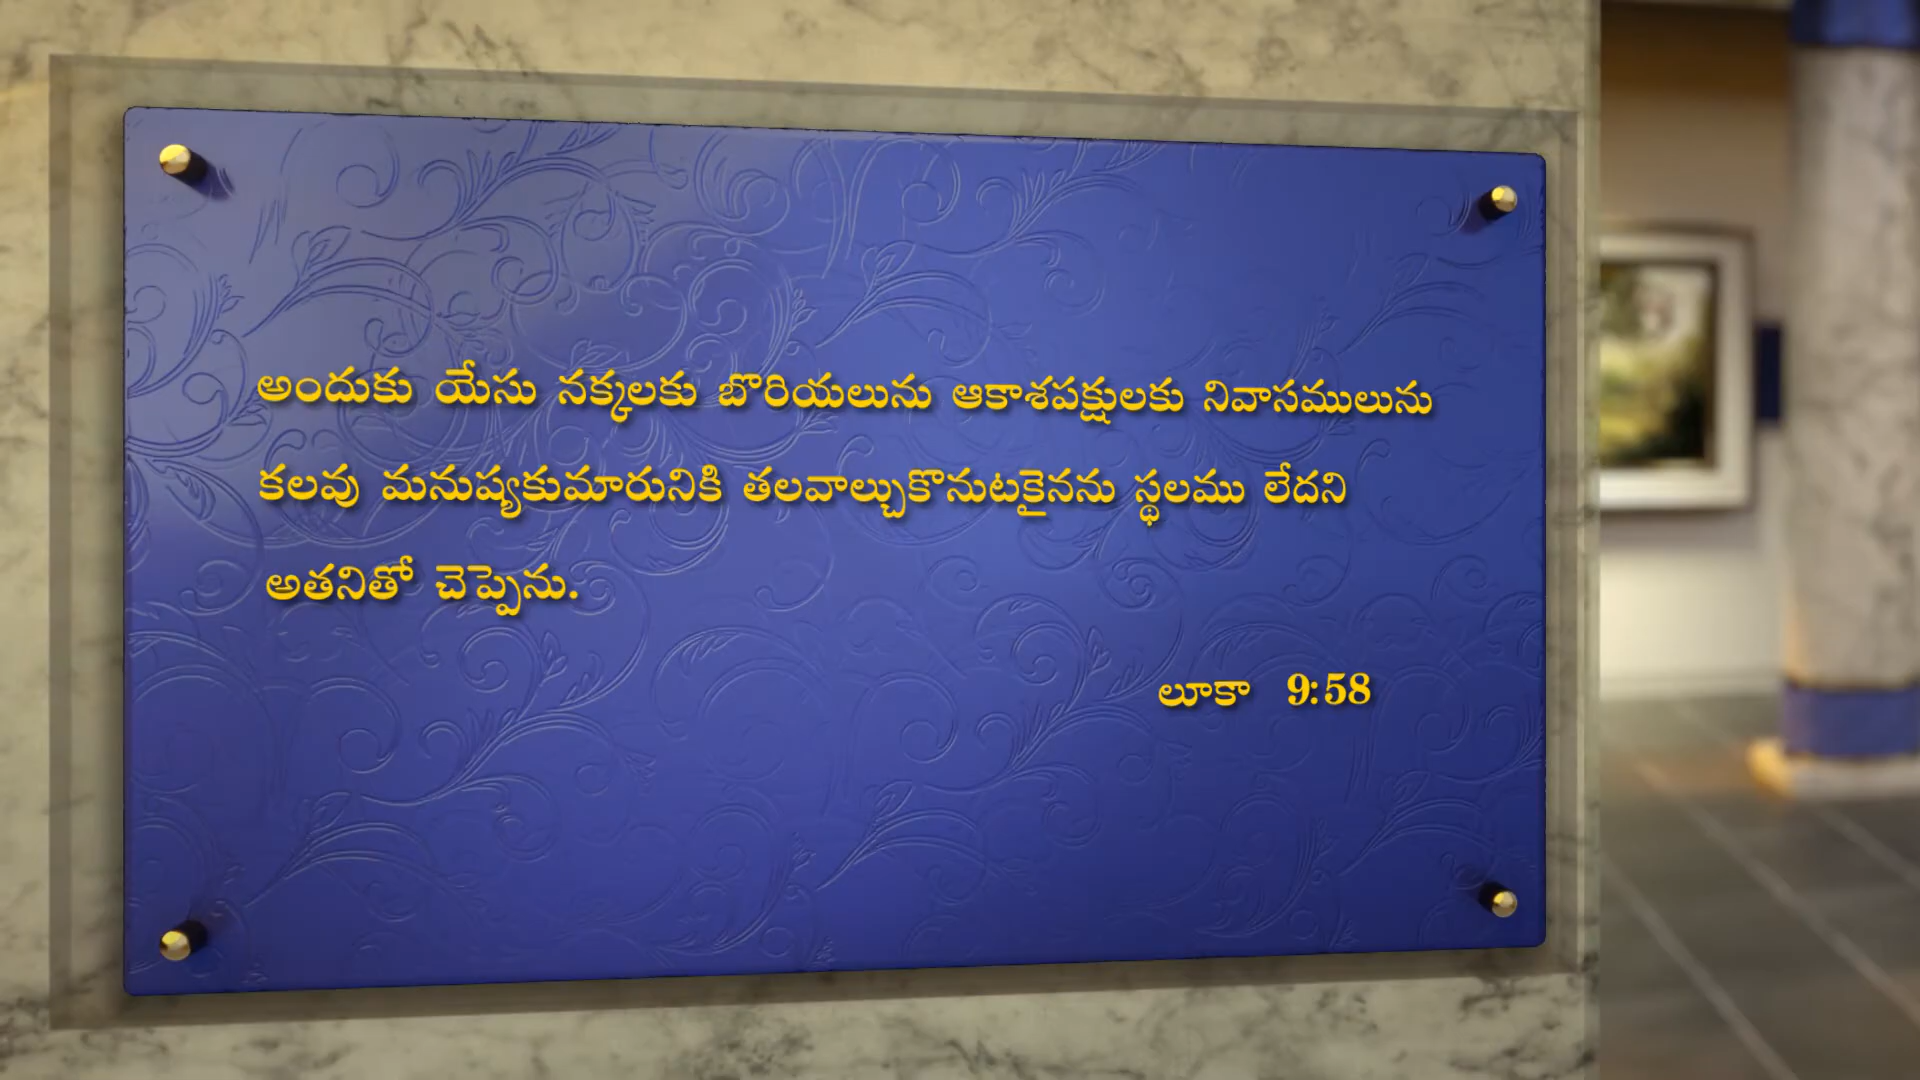 అందుకు యేసు నక్కలకు బొరియలును ఆకాశపక్షులకు నివాసములును
కలవు మనుష్యకుమారునికి తలవాల్చుకొనుటకైనను స్థలము లేదని
అతనితో చెప్పెను.
లూకా 9:58